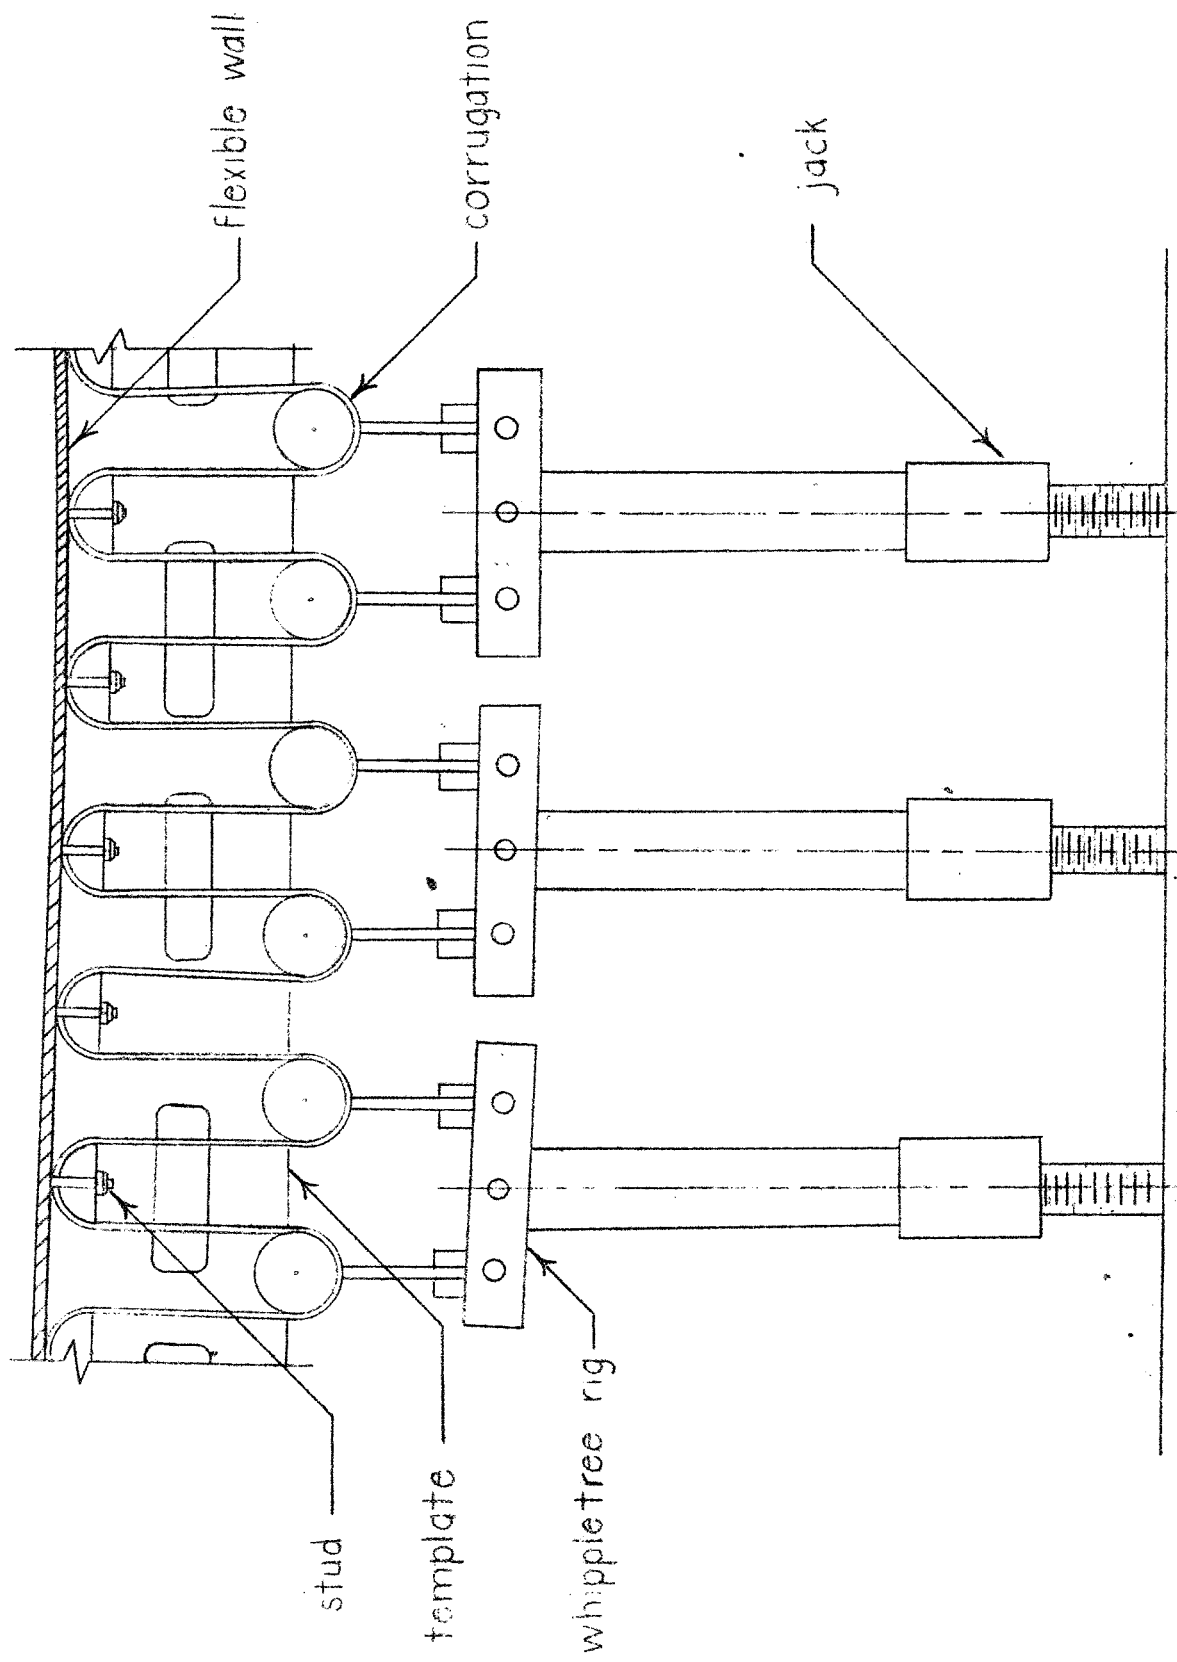 flexible wall
corrugation
jack
stud
template
whippletree rig